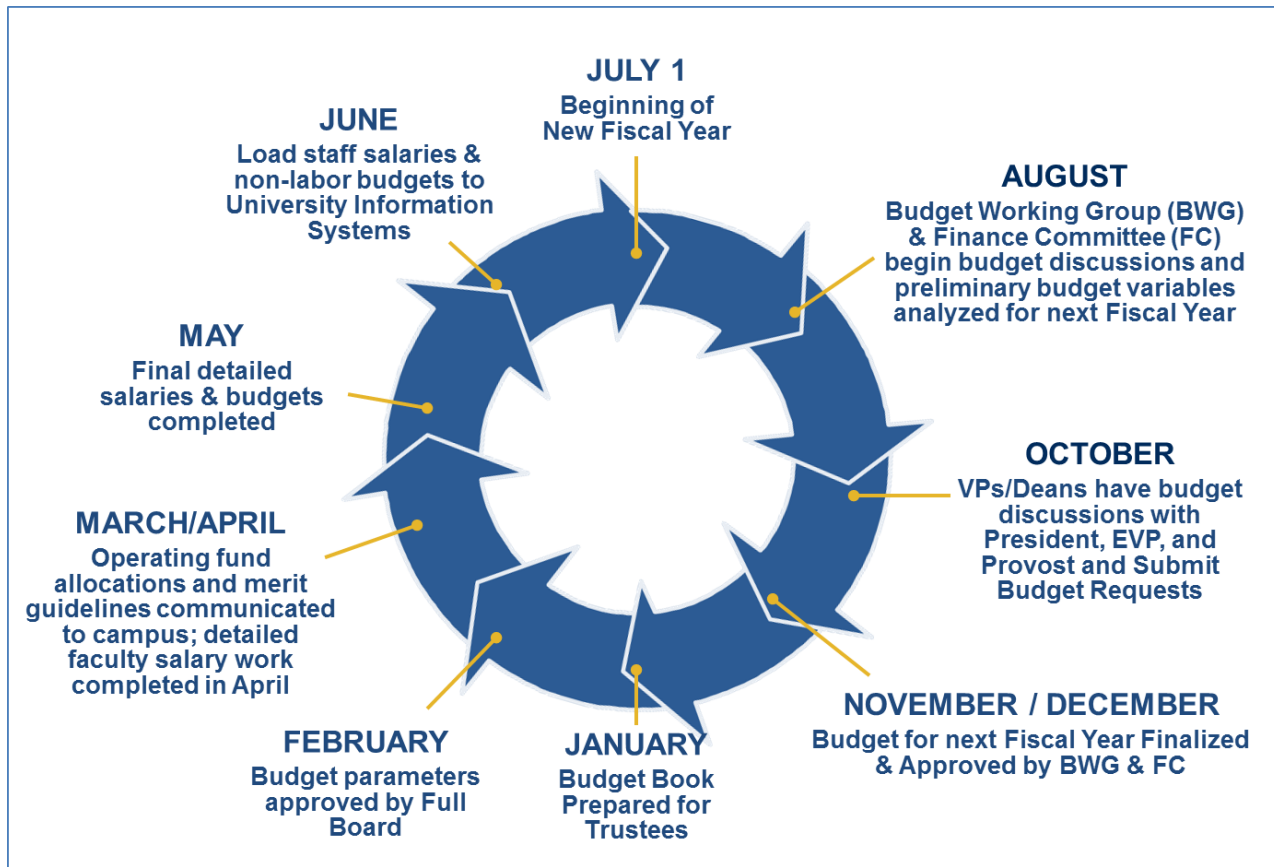 JULY 1
Beginning of
New Fiscal Year
AUGUST
Budget Working Group (BWG)
& Finance Committee (FC)
begin budget discussions and
preliminary budget variables
analyzed for next Fiscal Year
OCTOBER
VPs/Deans have budget
discussions with
President, EVP, and
Provost and Submit
Budget Requests
NOVEMBER / DECEMBER
Budget for next Fiscal Year Finalized
& Approved by BWG & FC
JANUARY
Budget Book
Prepared for
Trustees
FEBRUARY
Budget parameters
approved by Full
Board
MARCH/APRIL
Operating fund
allocations and merit
guidelines communicated
to campus; detailed
faculty salary work
completed in April
MAY
Final detailed
salaries & budgets
completed
JUNE
Load staff salaries &
non-labor budgets to
University Information
Systems